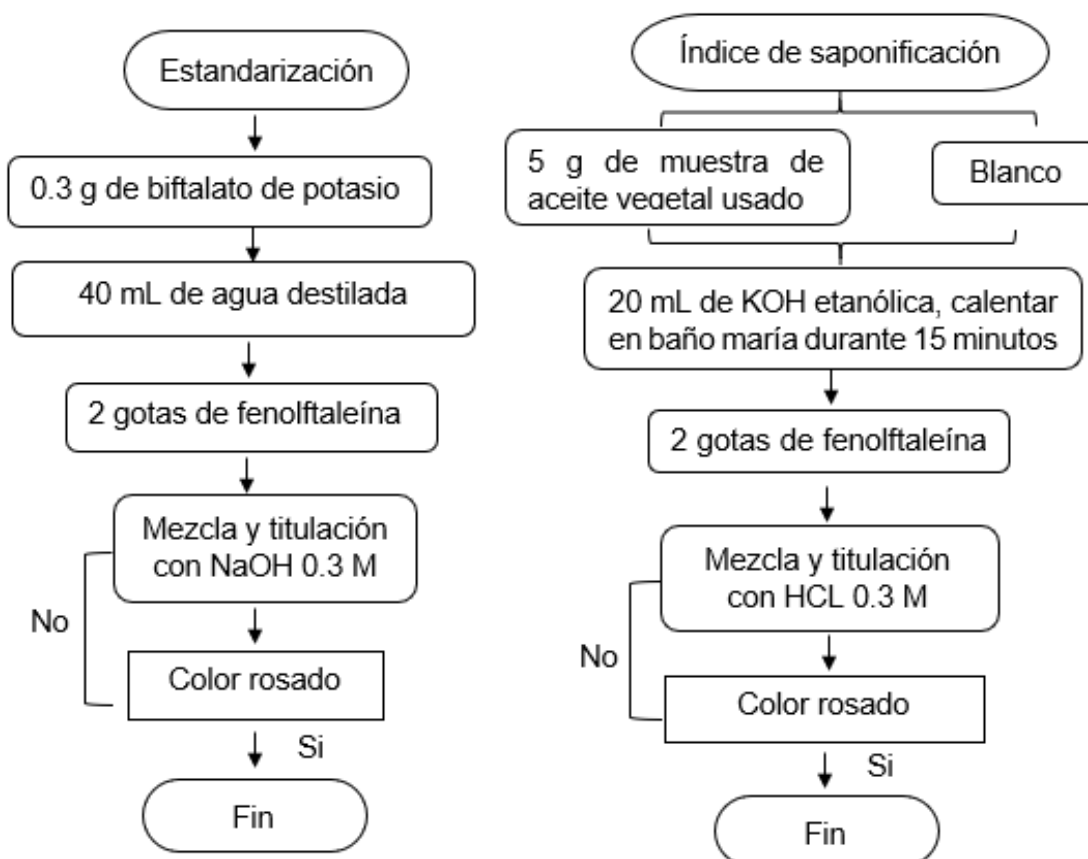 Estandarización
0.3 g de biftalato de potasio
40 mL de agua destilada
2 gotas de fenolftaleína
Mezcla y titulación
con NaOH 0.3 M
No
Color rosado
Si
Fin
Índice de saponificación
5 g de muestra de
aceite vegetal usado
Blanco
20 mL de KOH etanólica, calentar
en baño maría durante 15 minutos
2 gotas de fenolftaleína
Mezcla y titulación
con HCL 0.3 M
No
Color rosado
Si
Fin